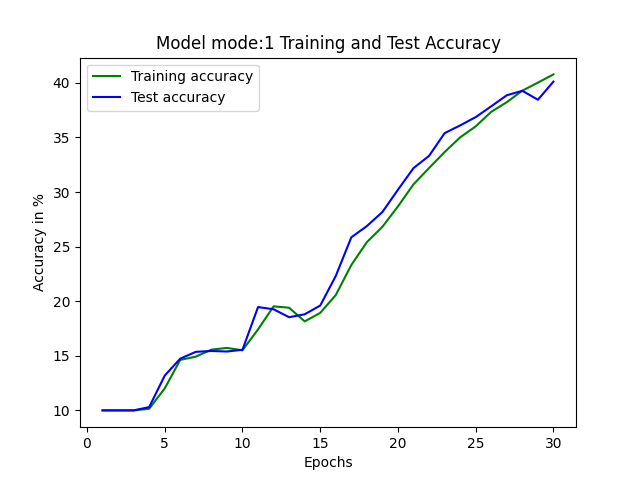 Model mode:1 Training and Test Accuracy
Training accuracy
Test accuracy
40
35
30
25
20
15
10
Accuracy in %
0 5 10 15 20 25 30
Epochs